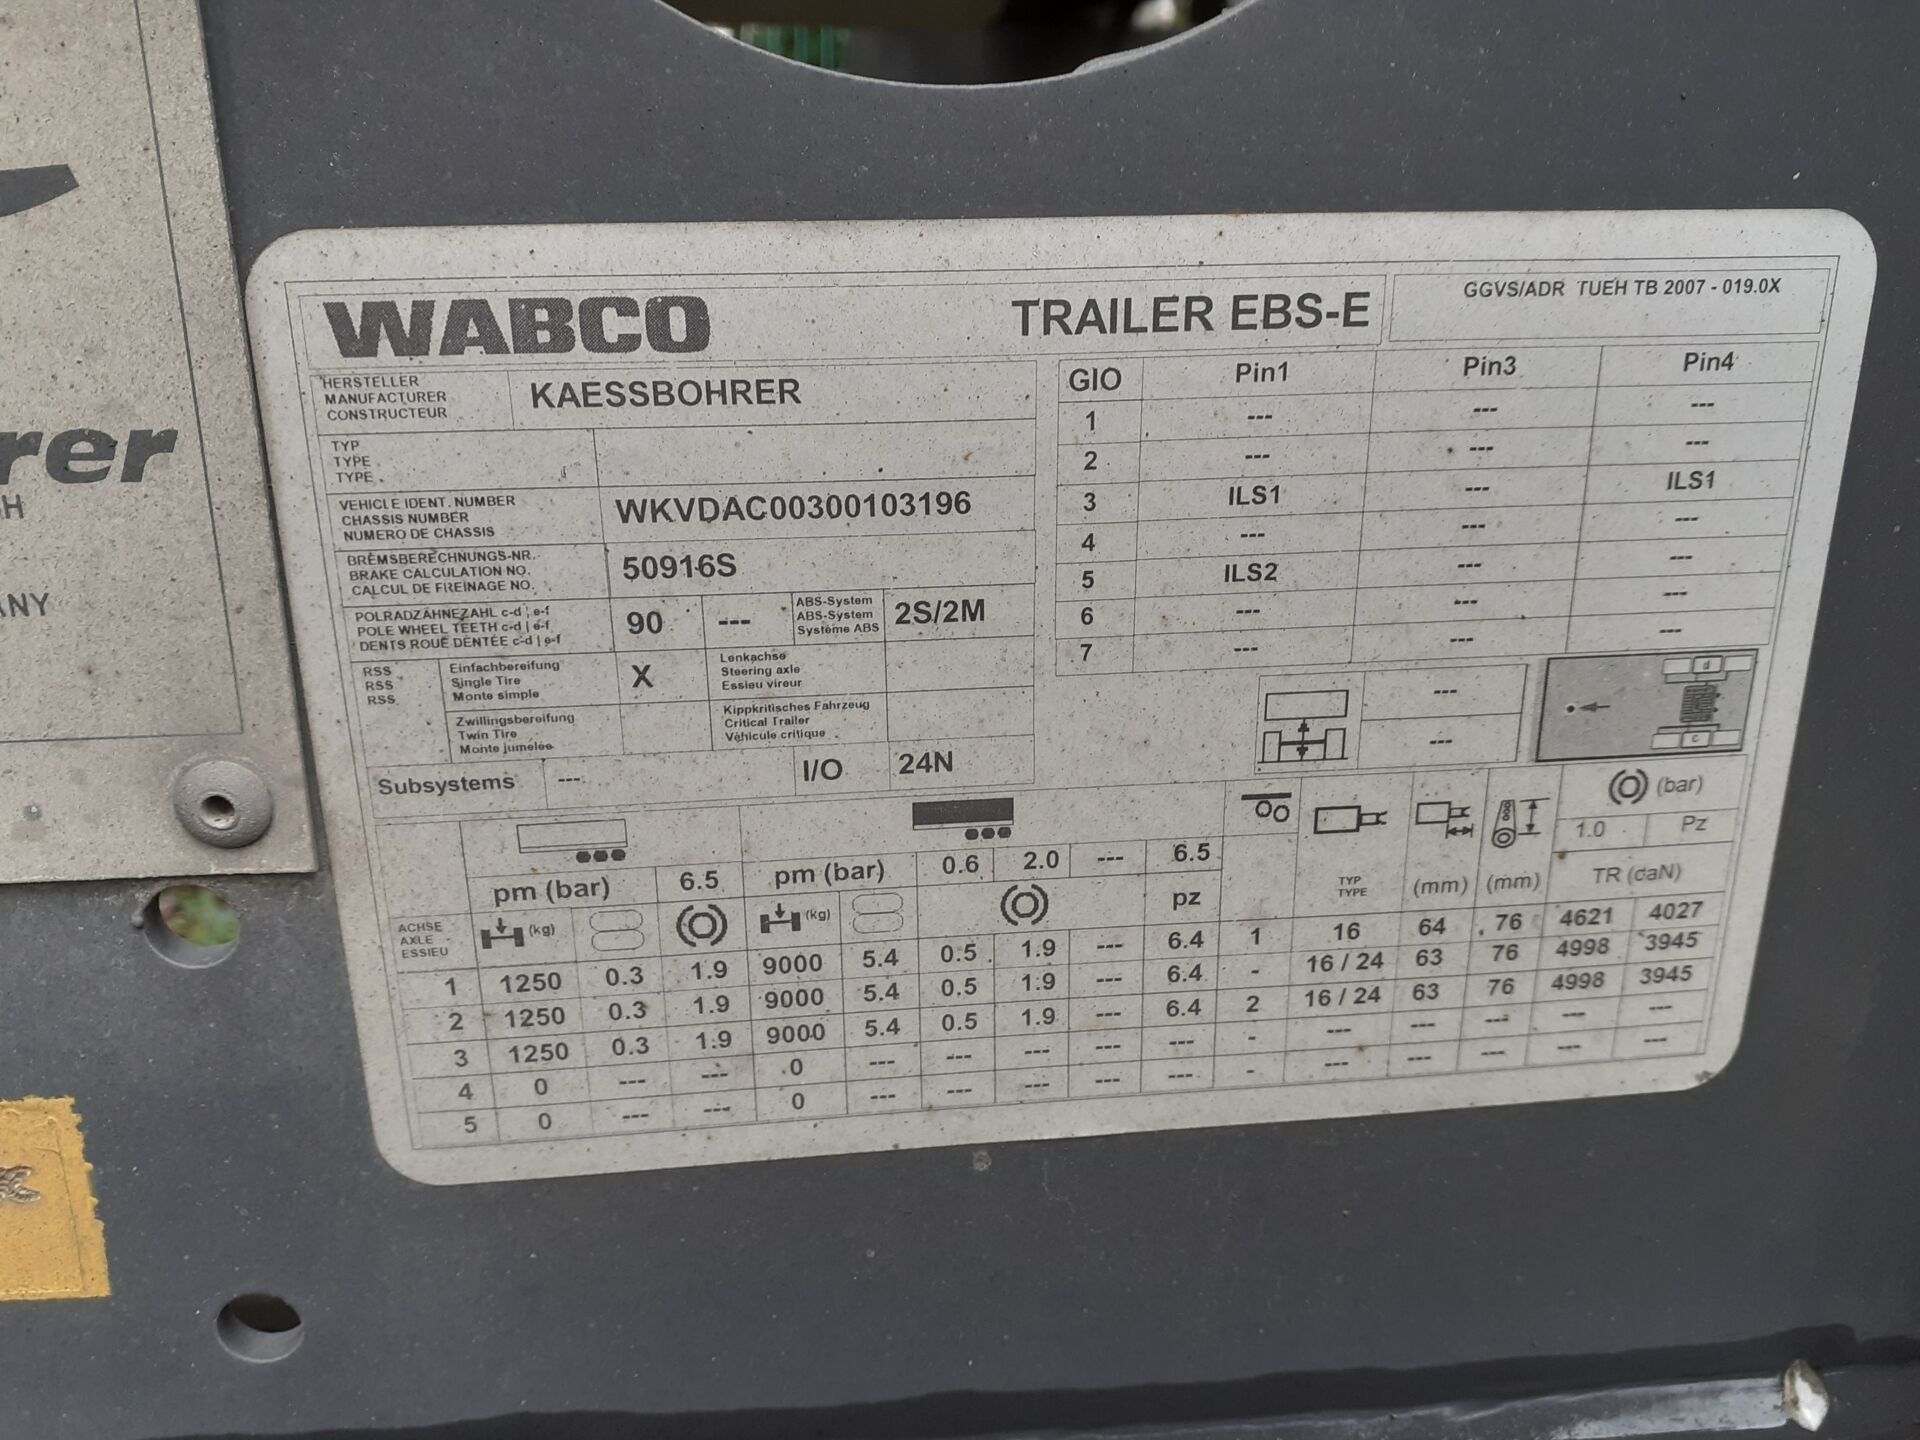 rer
H
ANY
WABCO TRAILER EBS-E GGVS/ADR TUEH TB 2007 - 019.0X
HERSTELLER
MANUFACTURER
CONSTRUCTEUR
KAESSBOHRER
TYP
TYPE
TYPE
VEHICLE IDENT. NUMBER
CHASSIS NUMBER
NUMERO DE CHASSIS
WKVDAC00300103196
BREMSBERECHNUNGS-NR.
BRAKE CALCULATION NO.
CALCUL DE FREINAGE NO.
50916S
POLRADZÄHNEZAHL c-d | e-f
POLE WHEEL TEETH c-d | e-f
DENTS ROUE DENTÉE c-d | e-f
90 ---
ABS-System
ABS-System
Système ABS
2S/2M
RSS
RSS
RSS
Einfachbereifung
Single Tire
Monte simple
X
Lenkachse
Steering axle
Essieu vireur
Zwillingsbereifung
Twin Tire
Monte jumelée
Kippkritisches Fahrzeug
Critical Trailer
Véhicule critique
Subsystems --- I/O 24N
GIO Pin1 Pin3 Pin4
1 --- --- ---
2 --- --- ---
3 ILS1 --- ILS1
4 --- --- ---
5 ILS2 --- ---
6 --- --- ---
7 --- --- ---
---
---
d
c
(bar)
1.0 Pz
pm (bar) 6.5 pm (bar) 0.6 2.0 --- 6.5
TYP
TYPE
(mm) (mm) TR (daN)
ACHSE
AXLE
ESSIEU
(kg) (kg) pz
1 1250 0.3 1.9 9000 5.4 0.5 1.9 --- 6.4 1 16 64 76 4621 4027
2 1250 0.3 1.9 9000 5.4 0.5 1.9 --- 6.4 - 16 / 24 63 76 4998 3945
3 1250 0.3 1.9 9000 5.4 0.5 1.9 --- 6.4 2 16 / 24 63 76 4998 3945
4 0 --- --- 0 --- --- --- --- --- - --- --- --- --- ---
5 0 --- --- 0 --- --- --- --- --- - --- --- --- --- ---